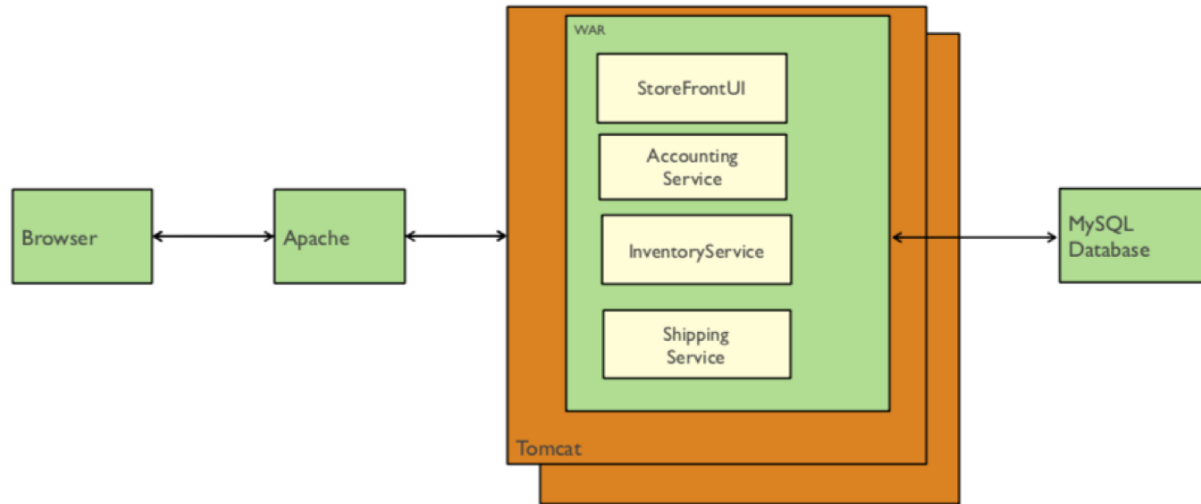 WAR
StoreFrontUI
Accounting
Service
InventoryService
Shipping
Service
Browser
Apache
MySQL
Database
Tomcat